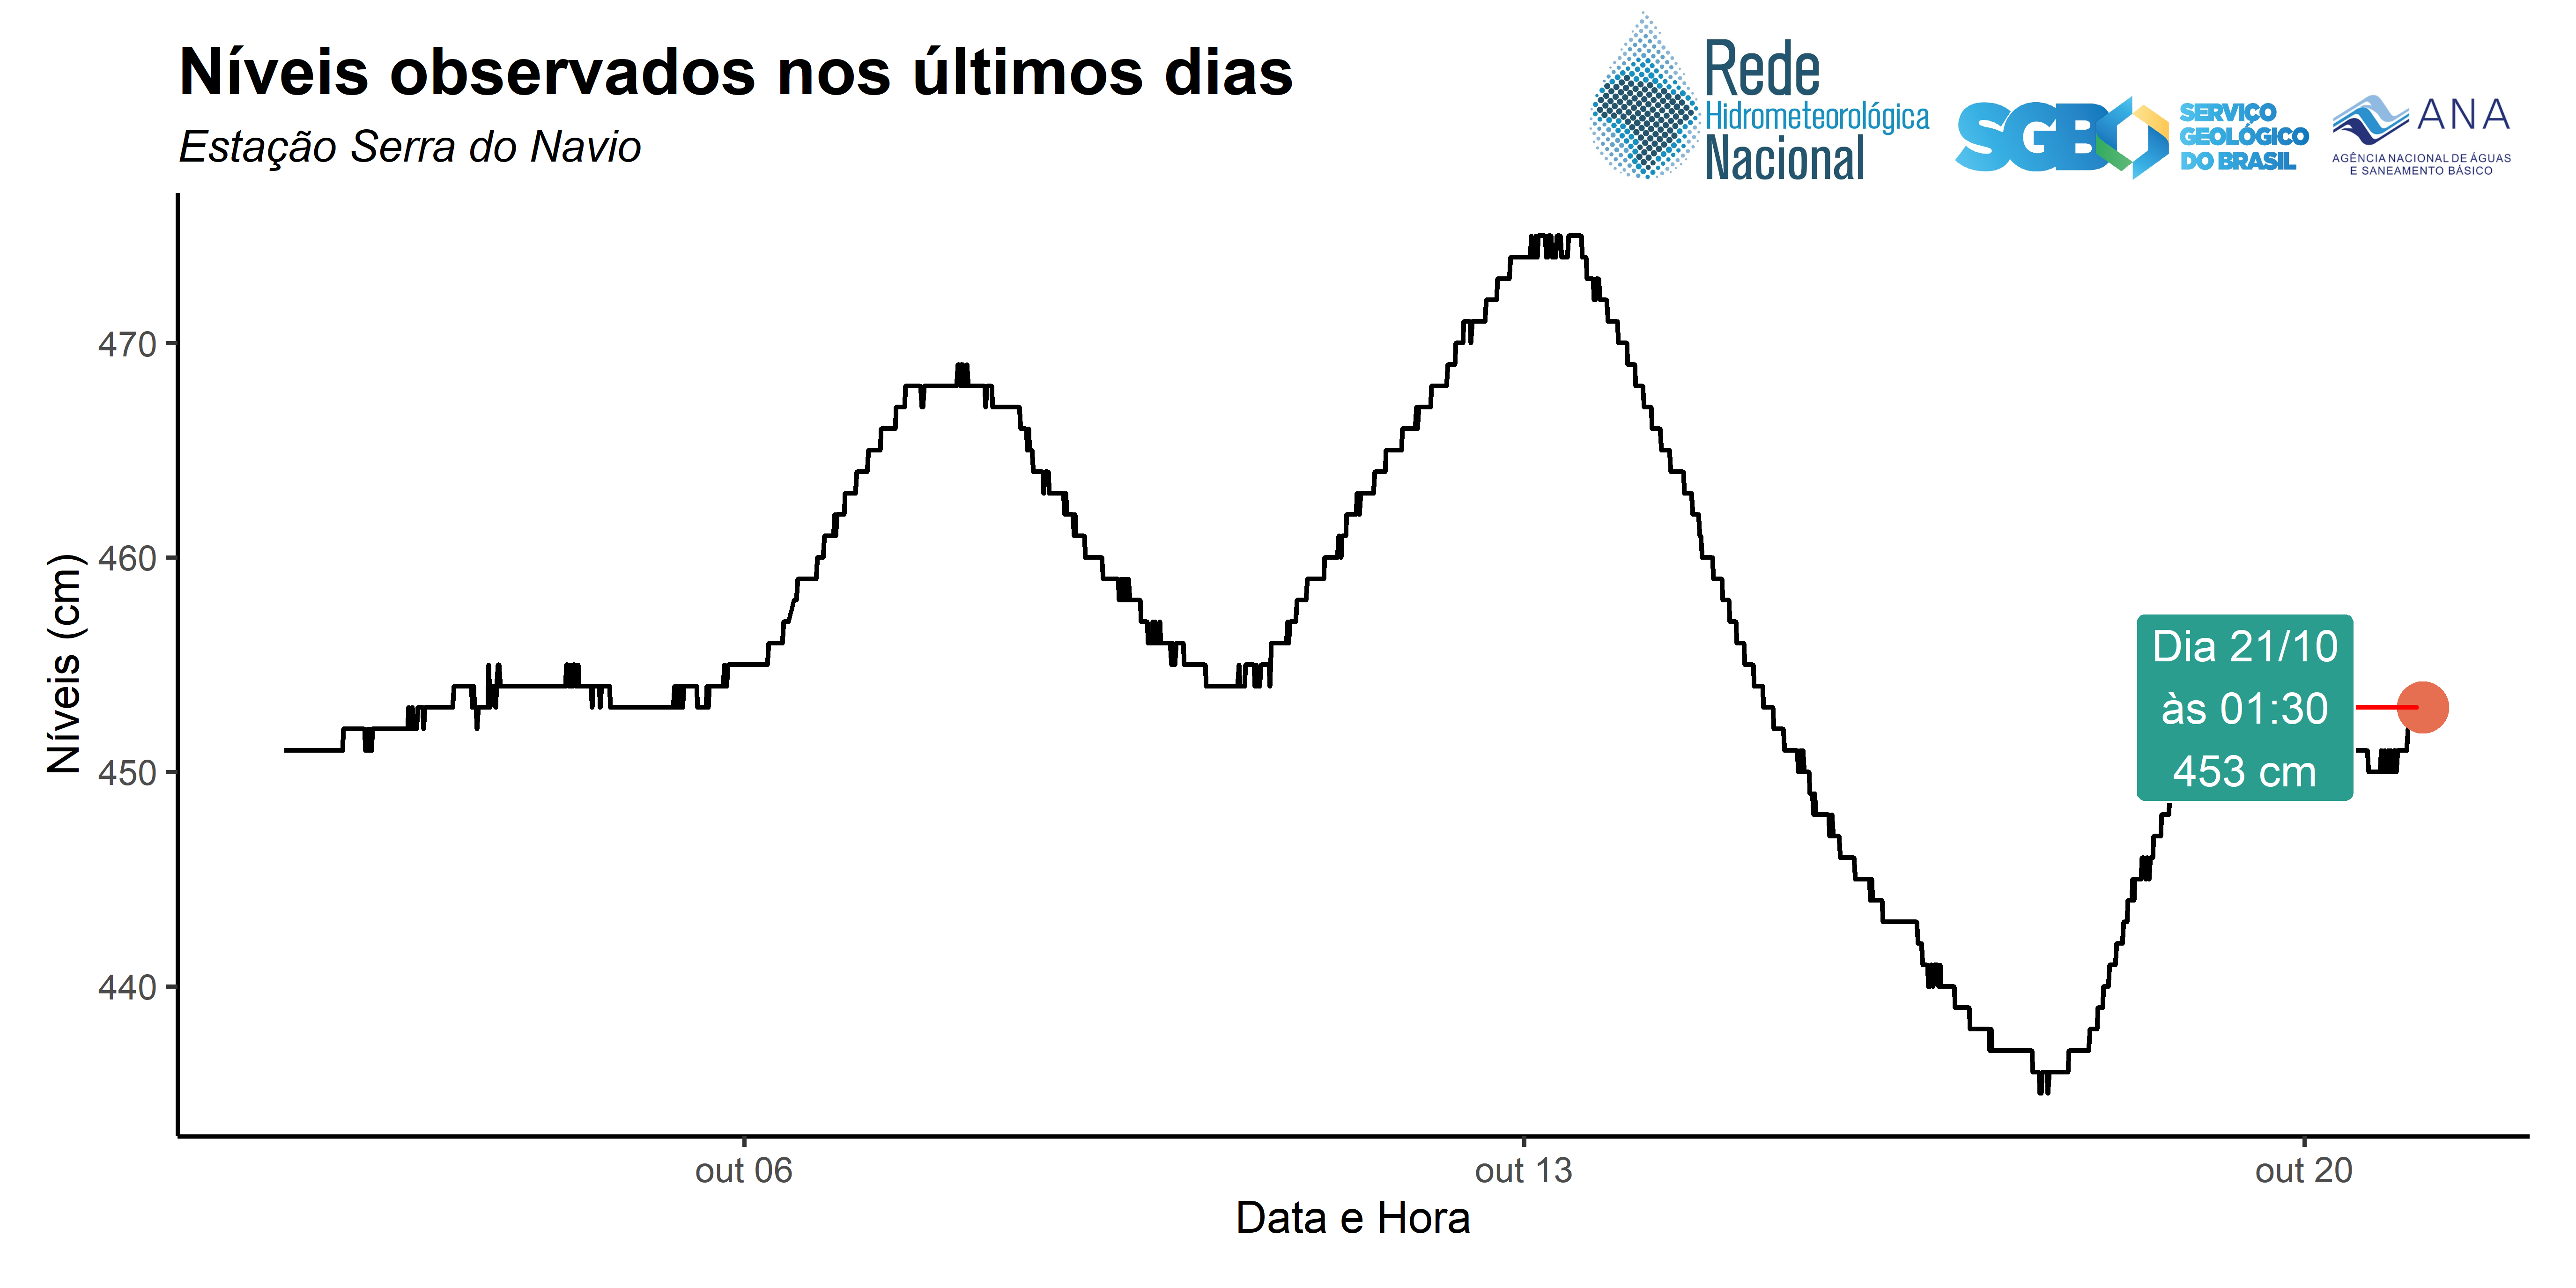 Níveis observados nos últimos dias
Estação Serra do Navio
Rede
Hidrometeorológica
Nacional
SGB
SERVIÇO
GEOLÓGICO
DO BRASIL
ANA
AGÊNCIA NACIONAL DE ÁGUAS
E SANEAMENTO BÁSICO
Níveis (cm)
470
460
450
440
Dia 21/10
às 01:30
453 cm
out 06
out 13
out 20
Data e Hora